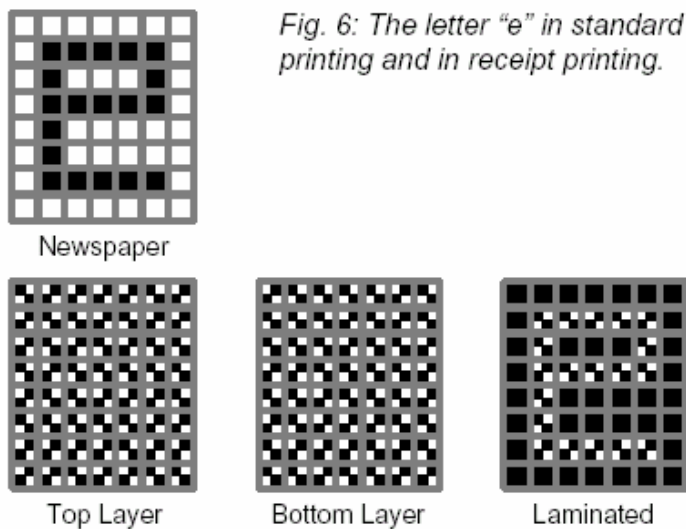 Fig. 6: The letter “e” in standard
printing and in receipt printing.
Newspaper
Top Layer
Bottom Layer
Laminated